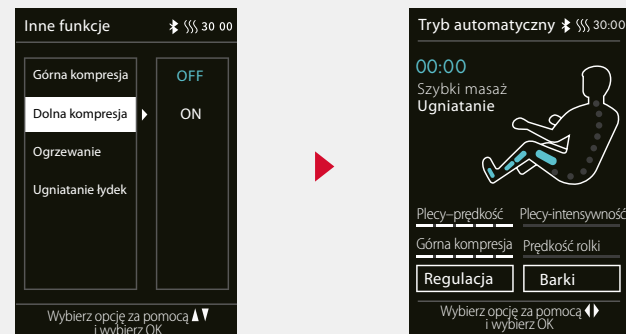 Inne funkcje 30 00
Górna kompresja
OFF
Dolna kompresja
ON
Ogrzewanie
Ugniatanie łydek
Wybierz opcję za pomocą
i wybierz OK
Tryb automatyczny 30:00
00:00
Szybki masaż
Ugniatanie
Plecy–prędkość Plecy-intensywność
Górna kompresja Prędkość rolki
Regulacja Barki
Wybierz opcję za pomocą
i wybierz OK